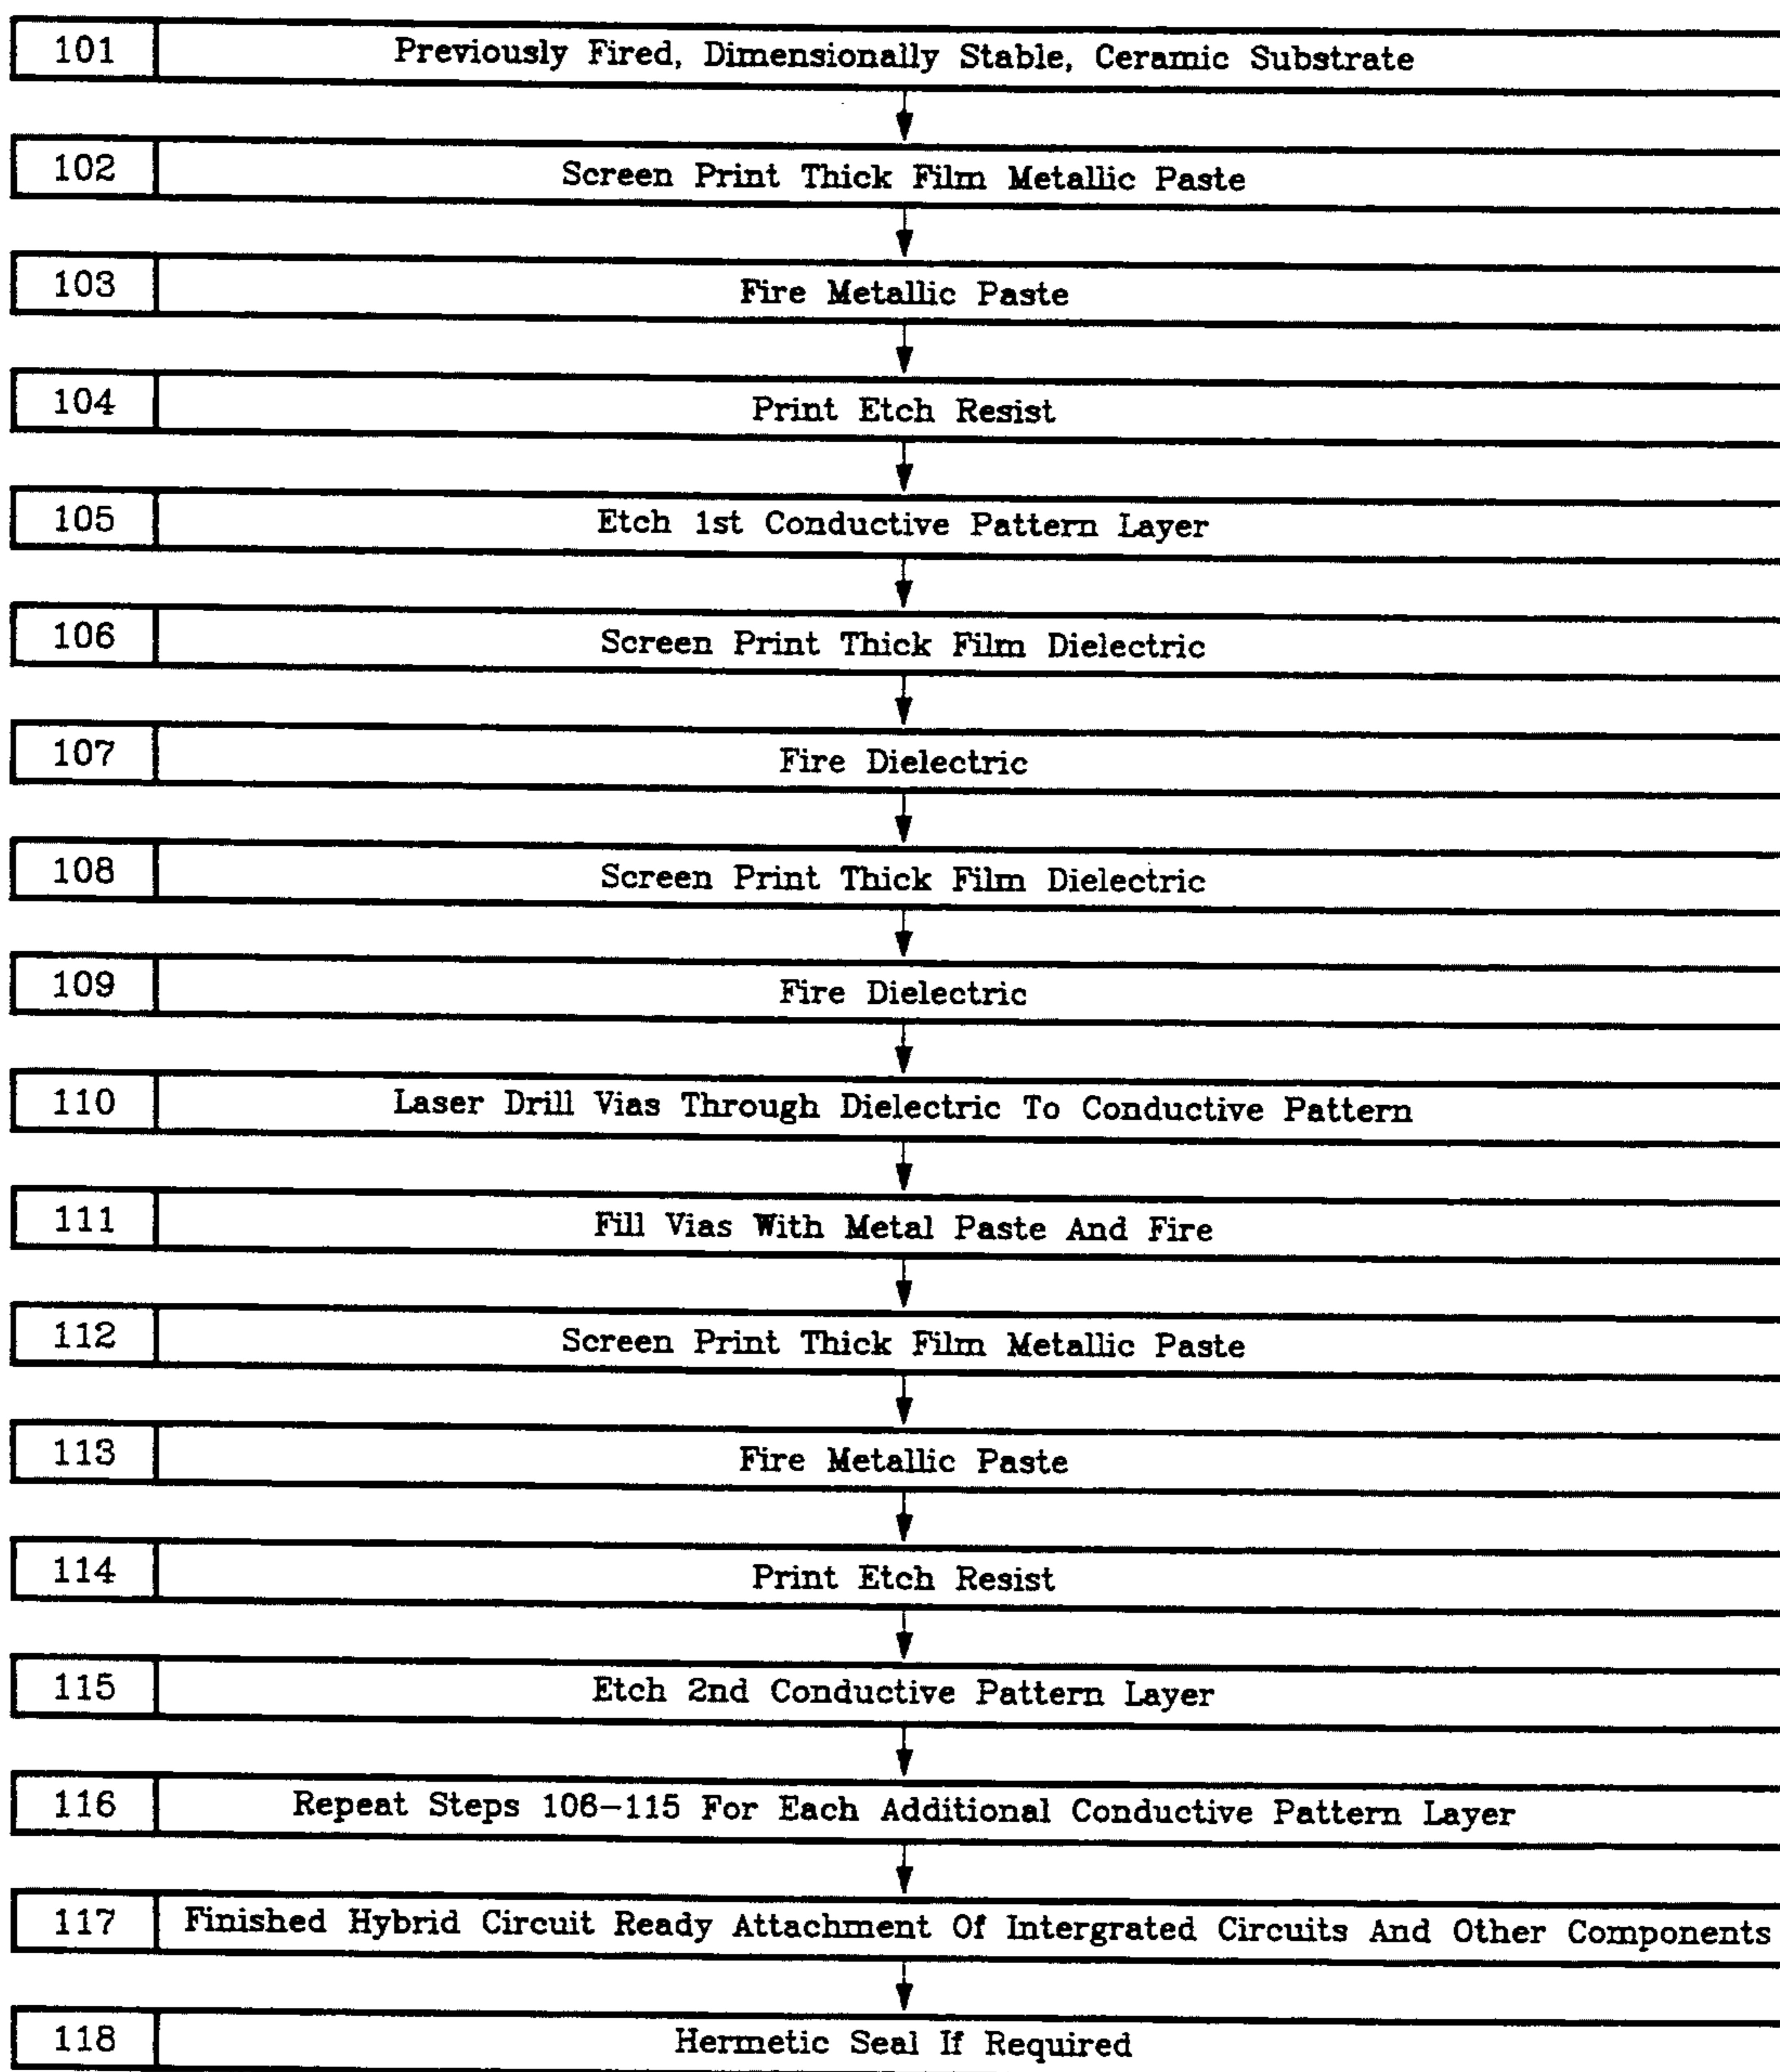 101 Previously Fired, Dimensionally Stable, Ceramic Substrate
102 Screen Print Thick Film Metallic Paste
103 Fire Metallic Paste
104 Print Etch Resist
105 Etch 1st Conductive Pattern Layer
106 Screen Print Thick Film Dielectric
107 Fire Dielectric
108 Screen Print Thick Film Dielectric
109 Fire Dielectric
110 Laser Drill Vias Through Dielectric To Conductive Pattern
111 Fill Vias With Metal Paste And Fire
112 Screen Print Thick Film Metallic Paste
113 Fire Metallic Paste
114 Print Etch Resist
115 Etch 2nd Conductive Pattern Layer
116 Repeat Steps 106-115 For Each Additional Conductive Pattern Layer
117 Finished Hybrid Circuit Ready Attachment Of Intergrated Circuits And Other Components
118 Hermetic Seal If Required